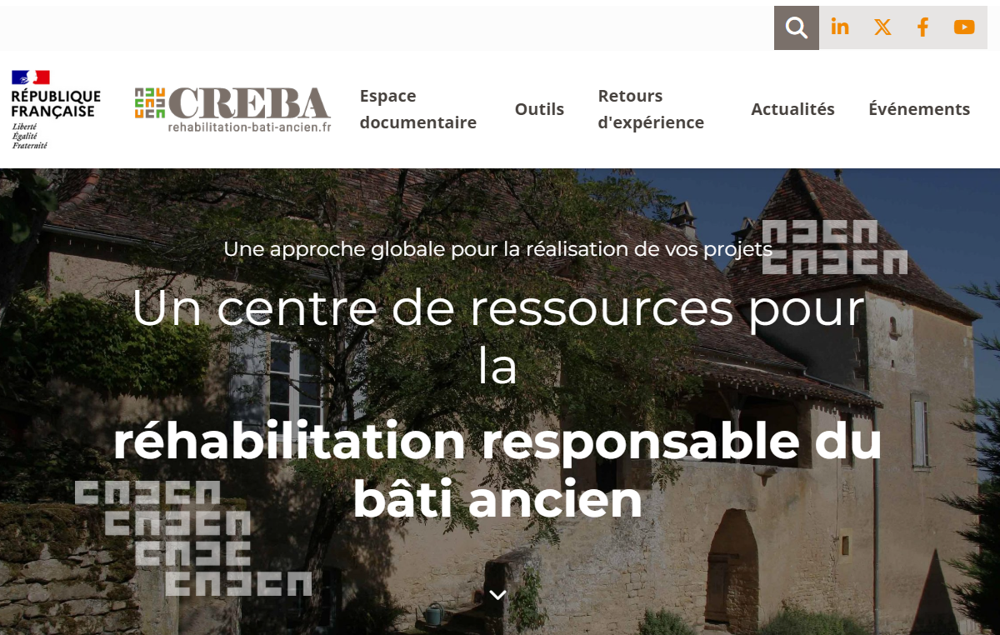 RÉPUBLIQUE
FRANÇAISE
Liberté
Égalité
Fraternité
CREBA
rehabilitation-bati-ancien.fr
Espace
documentaire
Outils
Retours
d'expérience
Actualités
Événements
Une approche globale pour la réalisation de vos projets
Un centre de ressources pour
la
réhabilitation responsable du
bâti ancien